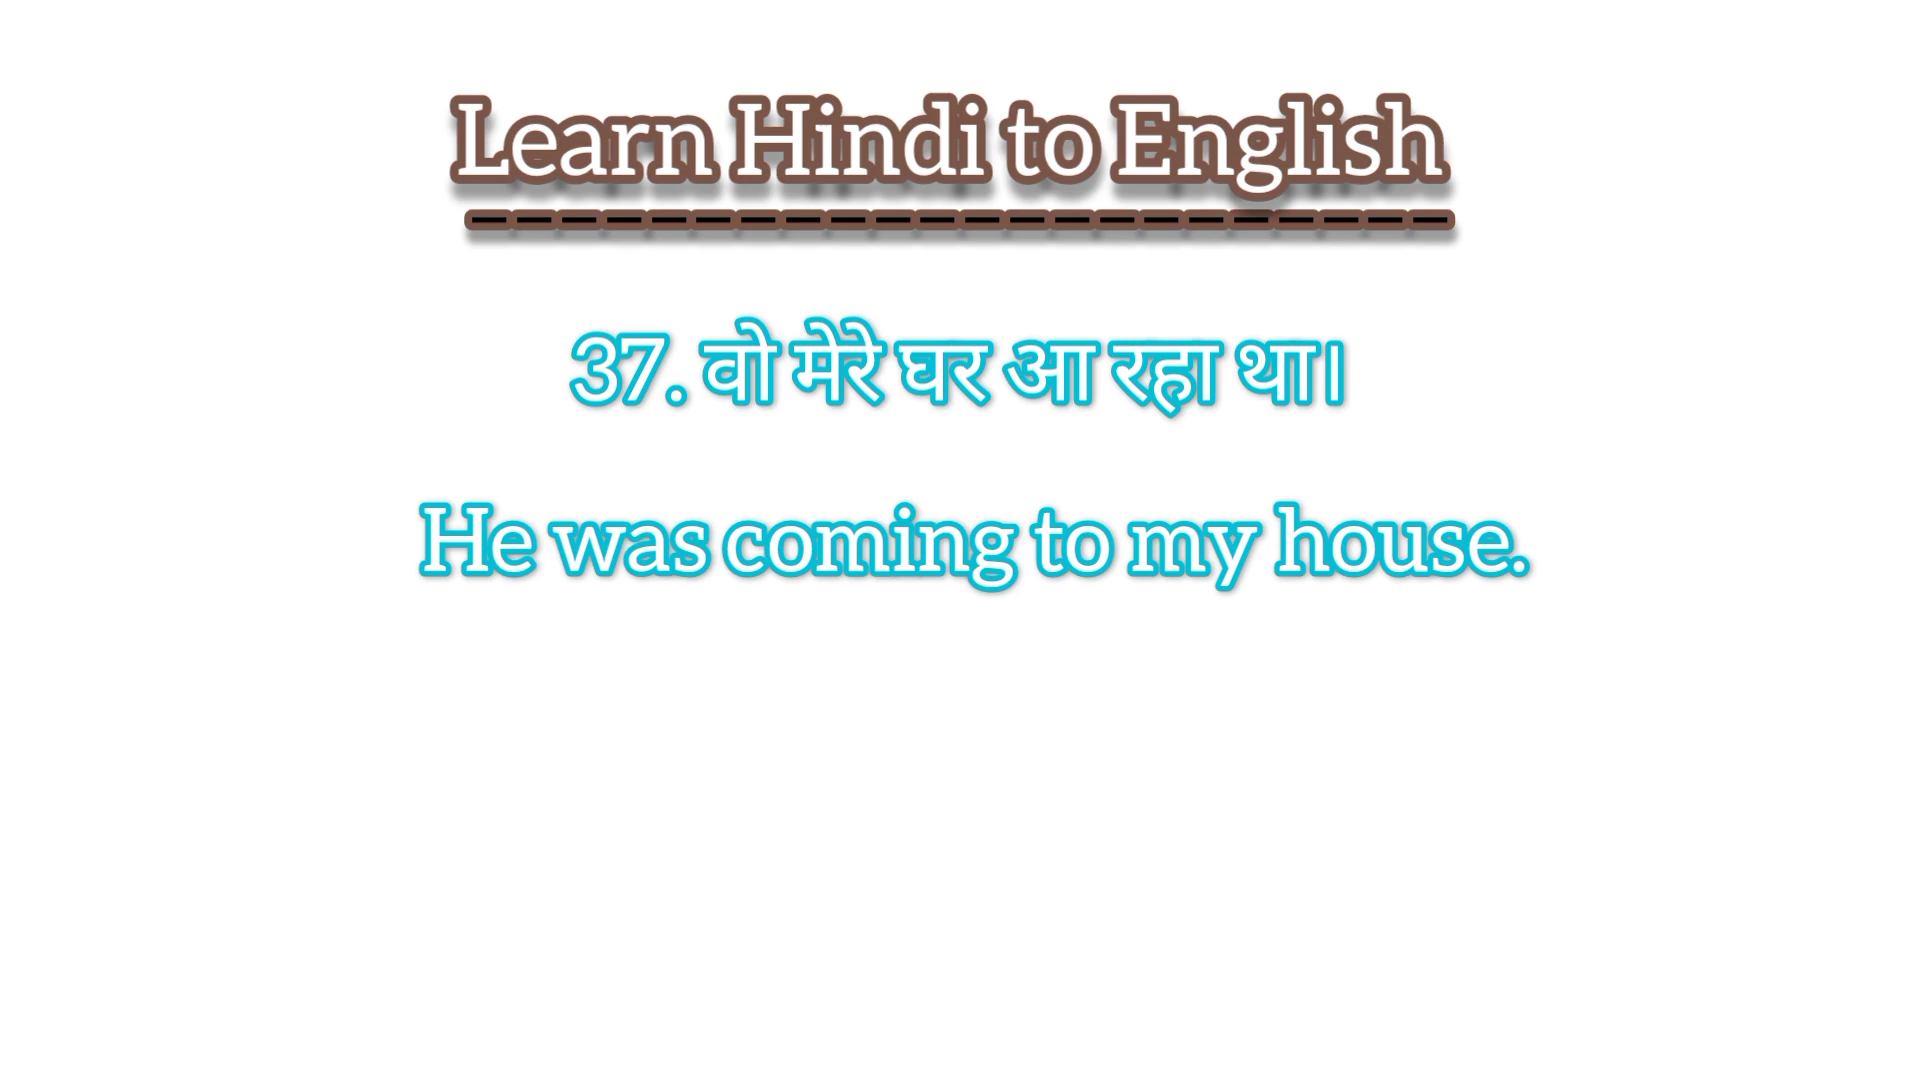 Learn Hindi to English
----------------------
37. वो मेरे घर आ रहा था।
He was coming to my house.